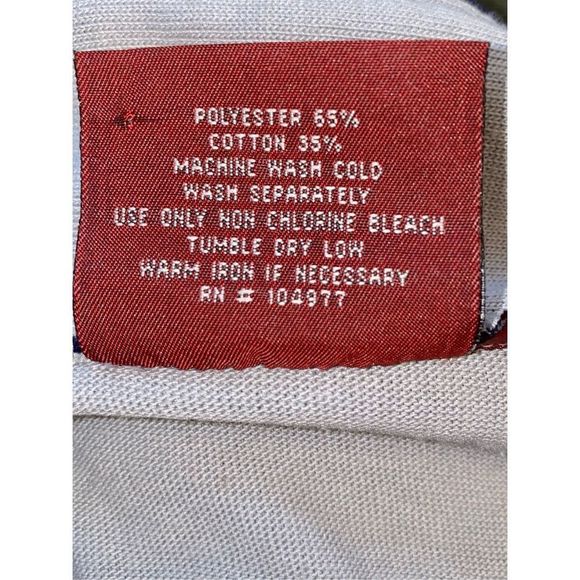 POLYESTER 65%
COTTON 35%
MACHINE WASH COLD
WASH SEPARATELY
USE ONLY NON CHLORINE BLEACH
TUMBLE DRY LOW
WARM IRON IF NECESSARY
RN # 104977